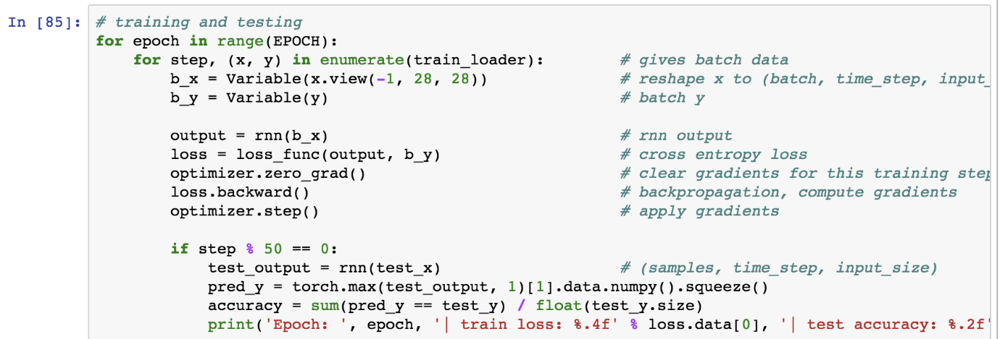 In [85]: # training and testing
for epoch in range(EPOCH):
    for step, (x, y) in enumerate(train_loader):        # gives batch data
        b_x = Variable(x.view(-1, 28, 28))              # reshape x to (batch, time_step, input_
        b_y = Variable(y)                               # batch y
        output = rnn(b_x)                               # rnn output
        loss = loss_func(output, b_y)                   # cross entropy loss
        optimizer.zero_grad()                           # clear gradients for this training step
        loss.backward()                                 # backpropagation, compute gradients
        optimizer.step()                                # apply gradients
        if step % 50 == 0:
            test_output = rnn(test_x)                   # (samples, time_step, input_size)
            pred_y = torch.max(test_output, 1)[1].data.numpy().squeeze()
            accuracy = sum(pred_y == test_y) / float(test_y.size)
            print('Epoch: ', epoch, '| train loss: %.4f' % loss.data[0], '| test accuracy: %.2f'